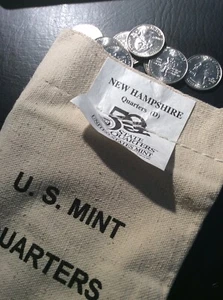 NEW HAMPSHIRE
Quarters (D)
50
STATE
QUARTERS
UNITED STATES MINT
U. S. MINT
QUARTERS